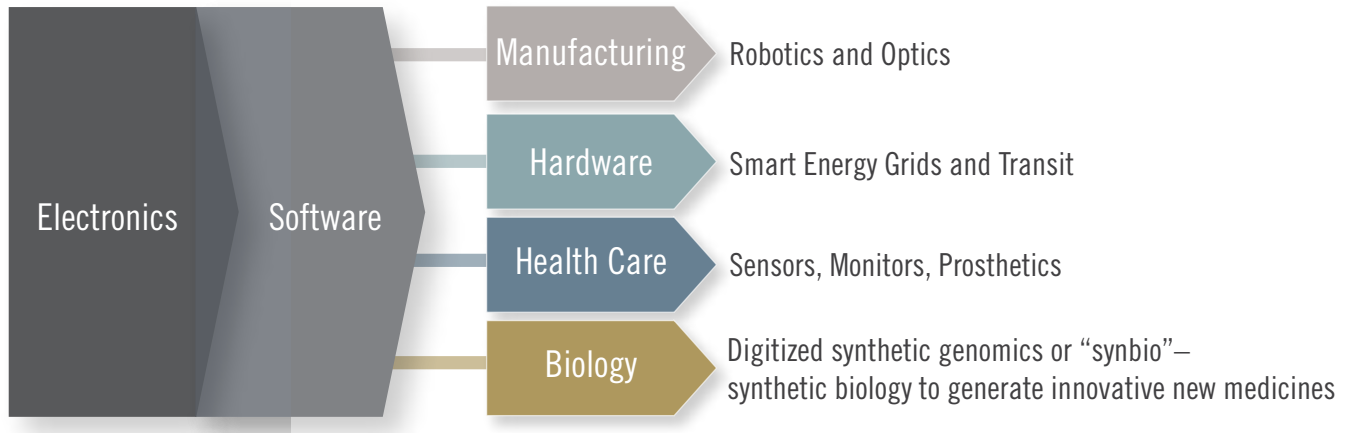 Electronics
Software
Manufacturing
Robotics and Optics
Hardware
Smart Energy Grids and Transit
Health Care
Sensors, Monitors, Prosthetics
Biology
Digitized synthetic genomics or “synbio”–
synthetic biology to generate innovative new medicines